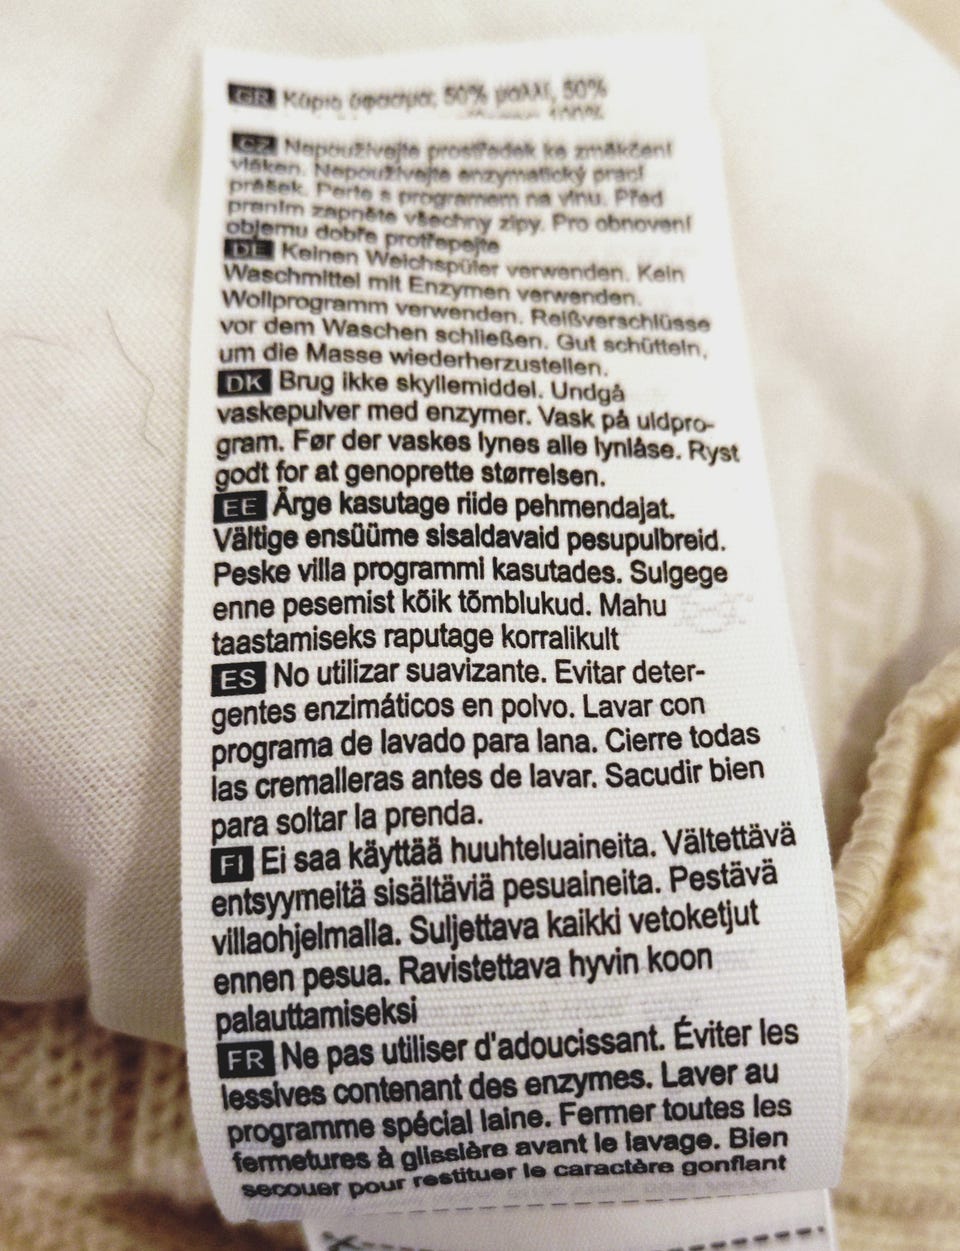 GR Κύριο ύφασμα, 50% μαλλί, 50%
100%
CZ Nepoužívejte prostředek ke změkčení
vláken. Nepoužívejte enzymatický prací
prášek. Perte s programem na vlnu. Před
praním zapněte všechny zipy. Pro obnovení
objemu dobře protřepejte
DE Keinen Weichspüler verwenden. Kein
Waschmittel mit Enzymen verwenden.
Wollprogramm verwenden. Reißverschlüsse
vor dem Waschen schließen. Gut schütteln,
um die Masse wiederherzustellen.
DK Brug ikke skyllemiddel. Undgå
vaskepulver med enzymer. Vask på uldpro-
gram. Før der vaskes lynes alle lynlåse. Ryst
godt for at genoprette størrelsen.
EE Ärge kasutage riide pehmendajat.
Vältige ensüüme sisaldavaid pesupulbreid.
Peske villa programmi kasutades. Sulgege
enne pesemist kõik tõmblukud. Mahu
taastamiseks raputage korralikult
ES No utilizar suavizante. Evitar deter-
gentes enzimáticos en polvo. Lavar con
programa de lavado para lana. Cierre todas
las cremalleras antes de lavar. Sacudir bien
para soltar la prenda.
FI Ei saa käyttää huuhteluaineita. Vältettävä
entsyymeitä sisältäviä pesuaineita. Pestävä
villaohjelmalla. Suljettava kaikki vetoketjut
ennen pesua. Ravistettava hyvin koon
palauttamiseksi
FR Ne pas utiliser d'adoucissant. Éviter les
lessives contenant des enzymes. Laver au
programme spécial laine. Fermer toutes les
fermetures à glissière avant le lavage. Bien
secouer pour restituer le caractère gonflant